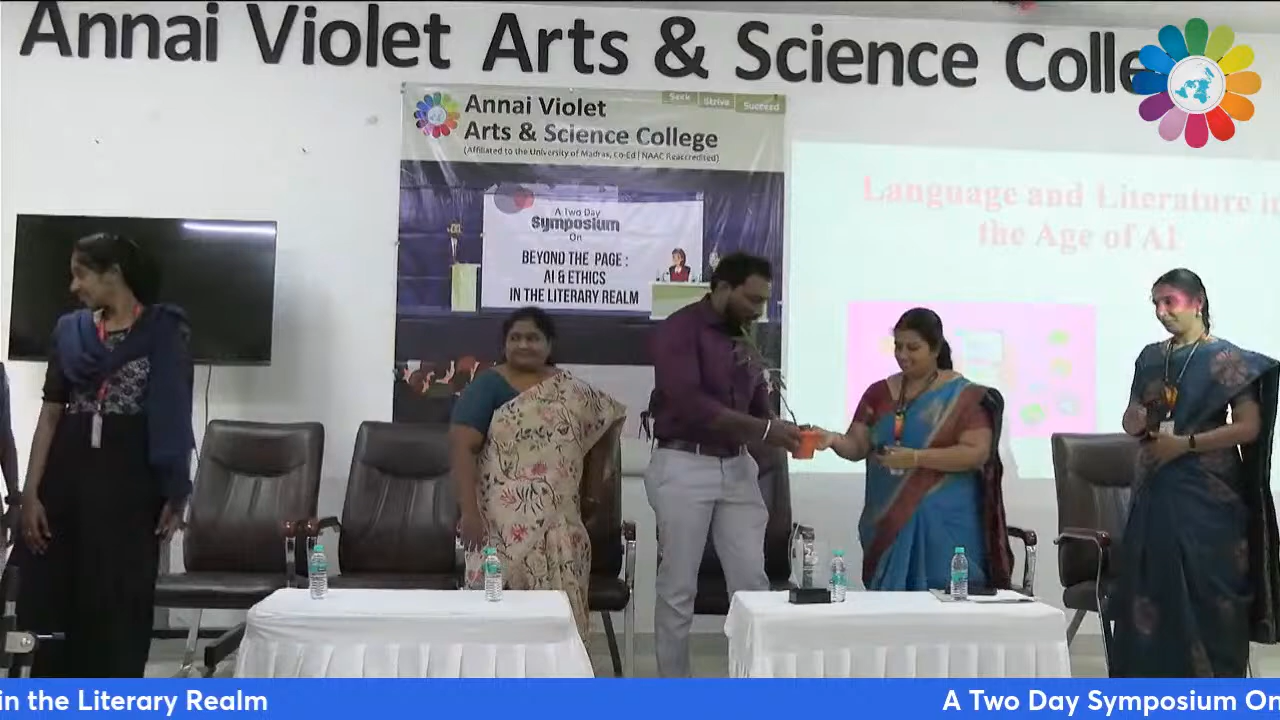 Annai Violet Arts & Science Colle
Annai Violet
Arts & Science College
(Affiliated to the University of Madras, Co-Ed | NAAC Reaccredited)
Seek Strive Succeed
A Two Day
Symposium
On
BEYOND THE PAGE :
AI & ETHICS
IN THE LITERARY REALM
Language and Literature in
the Age of AI
in the Literary Realm
A Two Day Symposium On